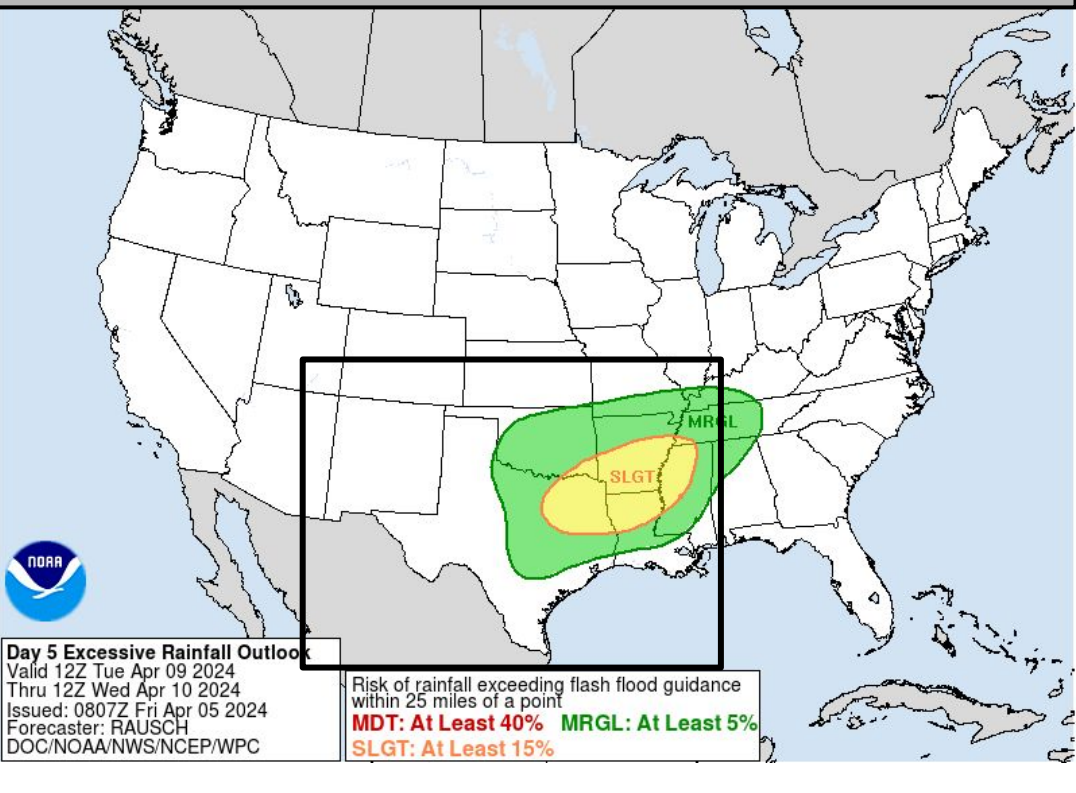 MRGL
SLGT
NOAA
Day 5 Excessive Rainfall Outlook
Valid 12Z Tue Apr 09 2024
Thru 12Z Wed Apr 10 2024
Issued: 0807Z Fri Apr 05 2024
Forecaster: RAUSCH
DOC/NOAA/NWS/NCEP/WPC
Risk of rainfall exceeding flash flood guidance
within 25 miles of a point
MDT: At Least 40% MRGL: At Least 5%
SLGT: At Least 15%